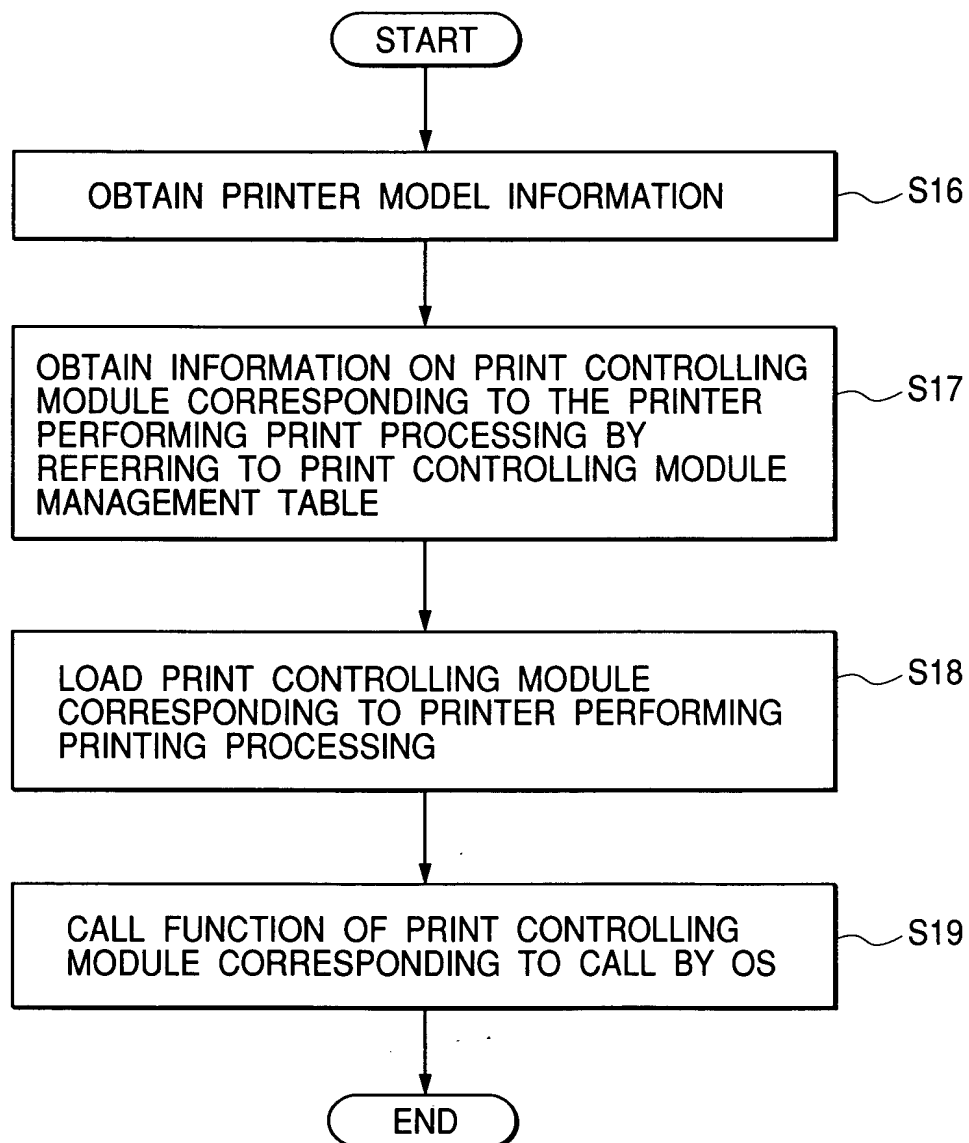 START
OBTAIN PRINTER MODEL INFORMATION
S16
OBTAIN INFORMATION ON PRINT CONTROLLING
MODULE CORRESPONDING TO THE PRINTER
PERFORMING PRINT PROCESSING BY
REFERRING TO PRINT CONTROLLING MODULE
MANAGEMENT TABLE
S17
LOAD PRINT CONTROLLING MODULE
CORRESPONDING TO PRINTER PERFORMING
PRINTING PROCESSING
S18
CALL FUNCTION OF PRINT CONTROLLING
MODULE CORRESPONDING TO CALL BY OS
S19
END